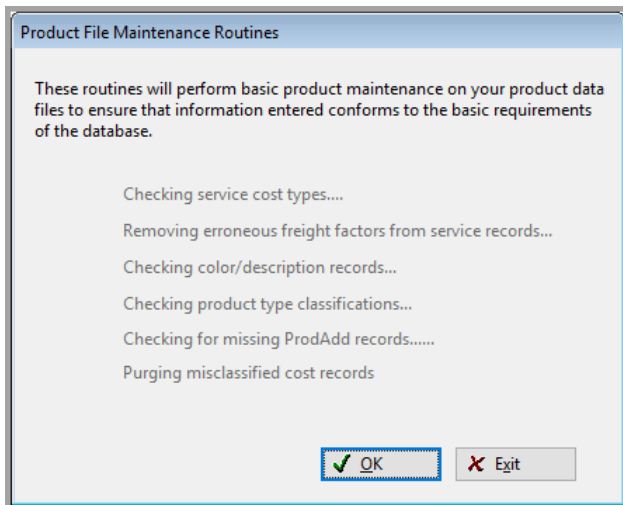 Product File Maintenance Routines
These routines will perform basic product maintenance on your product data
files to ensure that information entered conforms to the basic requirements
of the database.
Checking service cost types....
Removing erroneous freight factors from service records...
Checking color/description records...
Checking product type classifications...
Checking for missing ProdAdd records......
Purging misclassified cost records
OK
Exit